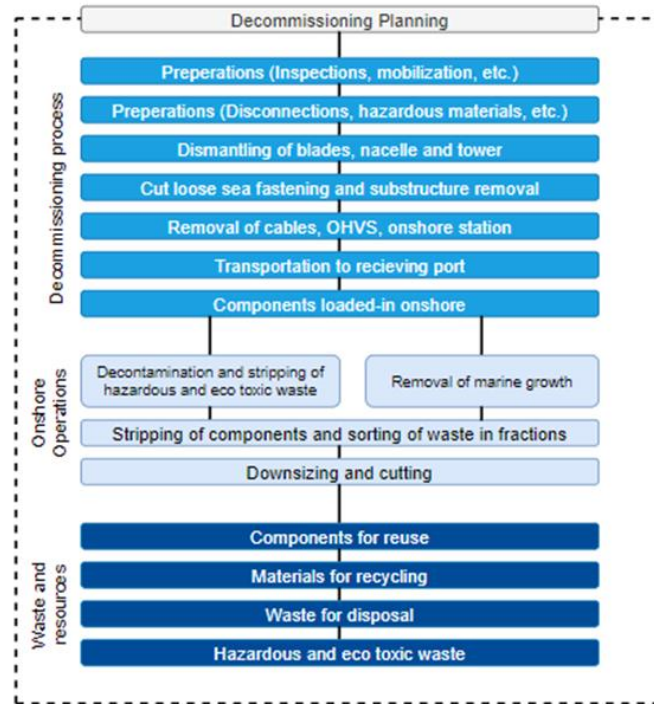 Decommissioning Planning
Decommissioning process
Preperations (Inspections, mobilization, etc.)
Preperations (Disconnections, hazardous materials, etc.)
Dismantling of blades, nacelle and tower
Cut loose sea fastening and substructure removal
Removal of cables, OHVS, onshore station
Transportation to recieving port
Components loaded-in onshore
Onshore
Operations
Decontamination and stripping of
hazardous and eco toxic waste
Removal of marine growth
Stripping of components and sorting of waste in fractions
Downsizing and cutting
Waste and
resources
Components for reuse
Materials for recycling
Waste for disposal
Hazardous and eco toxic waste